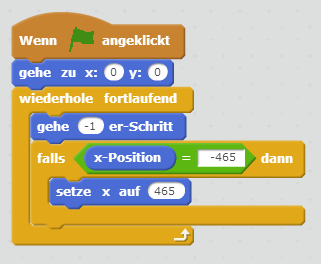 Wenn angeklickt
gehe zu x: 0 y: 0
wiederhole fortlaufend
gehe -1 er-Schritt
falls x-Position = -465 dann
setze x auf 465